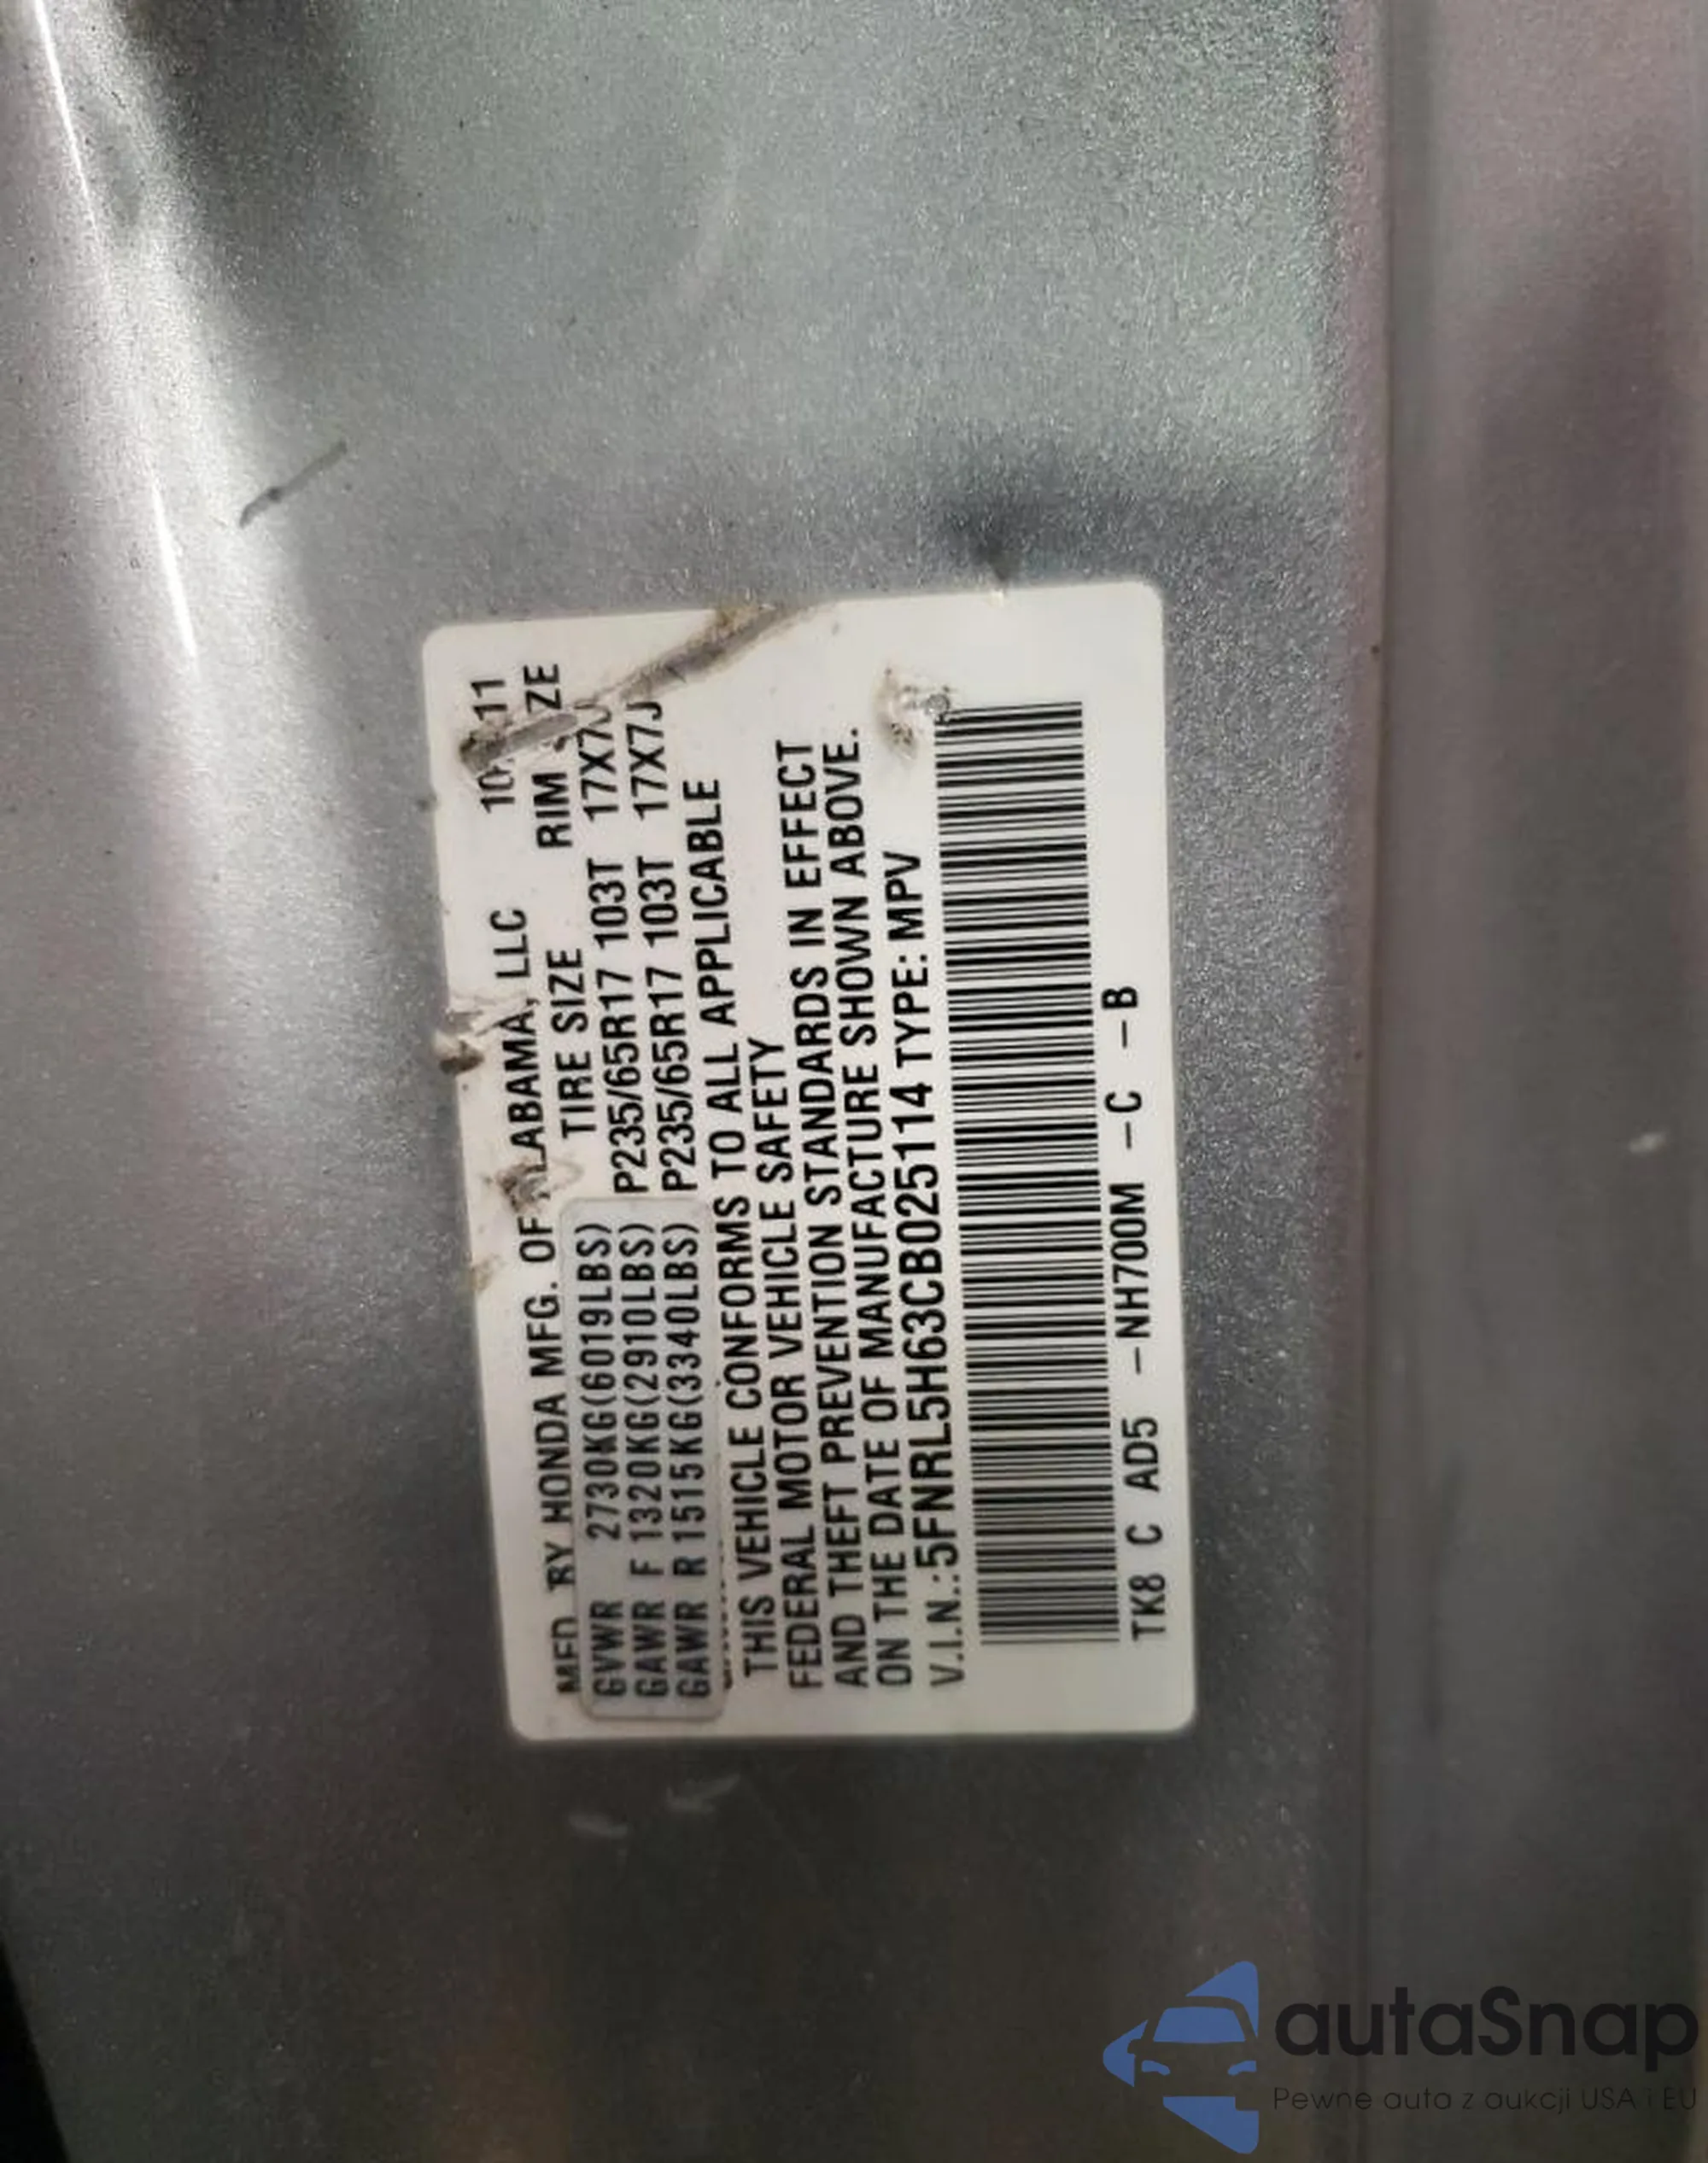 MFD BY HONDA MFG. OF ALABAMA, LLC 10/11
TIRE SIZE RIM SIZE
GVWR 2730KG(6019LBS)
GAWR F 1320KG(2910LBS) P235/65R17 103T 17X7J
GAWR R 1515KG(3340LBS) P235/65R17 103T 17X7J
THIS VEHICLE CONFORMS TO ALL APPLICABLE
FEDERAL MOTOR VEHICLE SAFETY
AND THEFT PREVENTION STANDARDS IN EFFECT
ON THE DATE OF MANUFACTURE SHOWN ABOVE.
V.I.N.:5FNRL5H63CB025114 TYPE: MPV
TK8 C AD5 -NH700M -C -B
autaSnap
Pewne auta z aukcji USA i EU